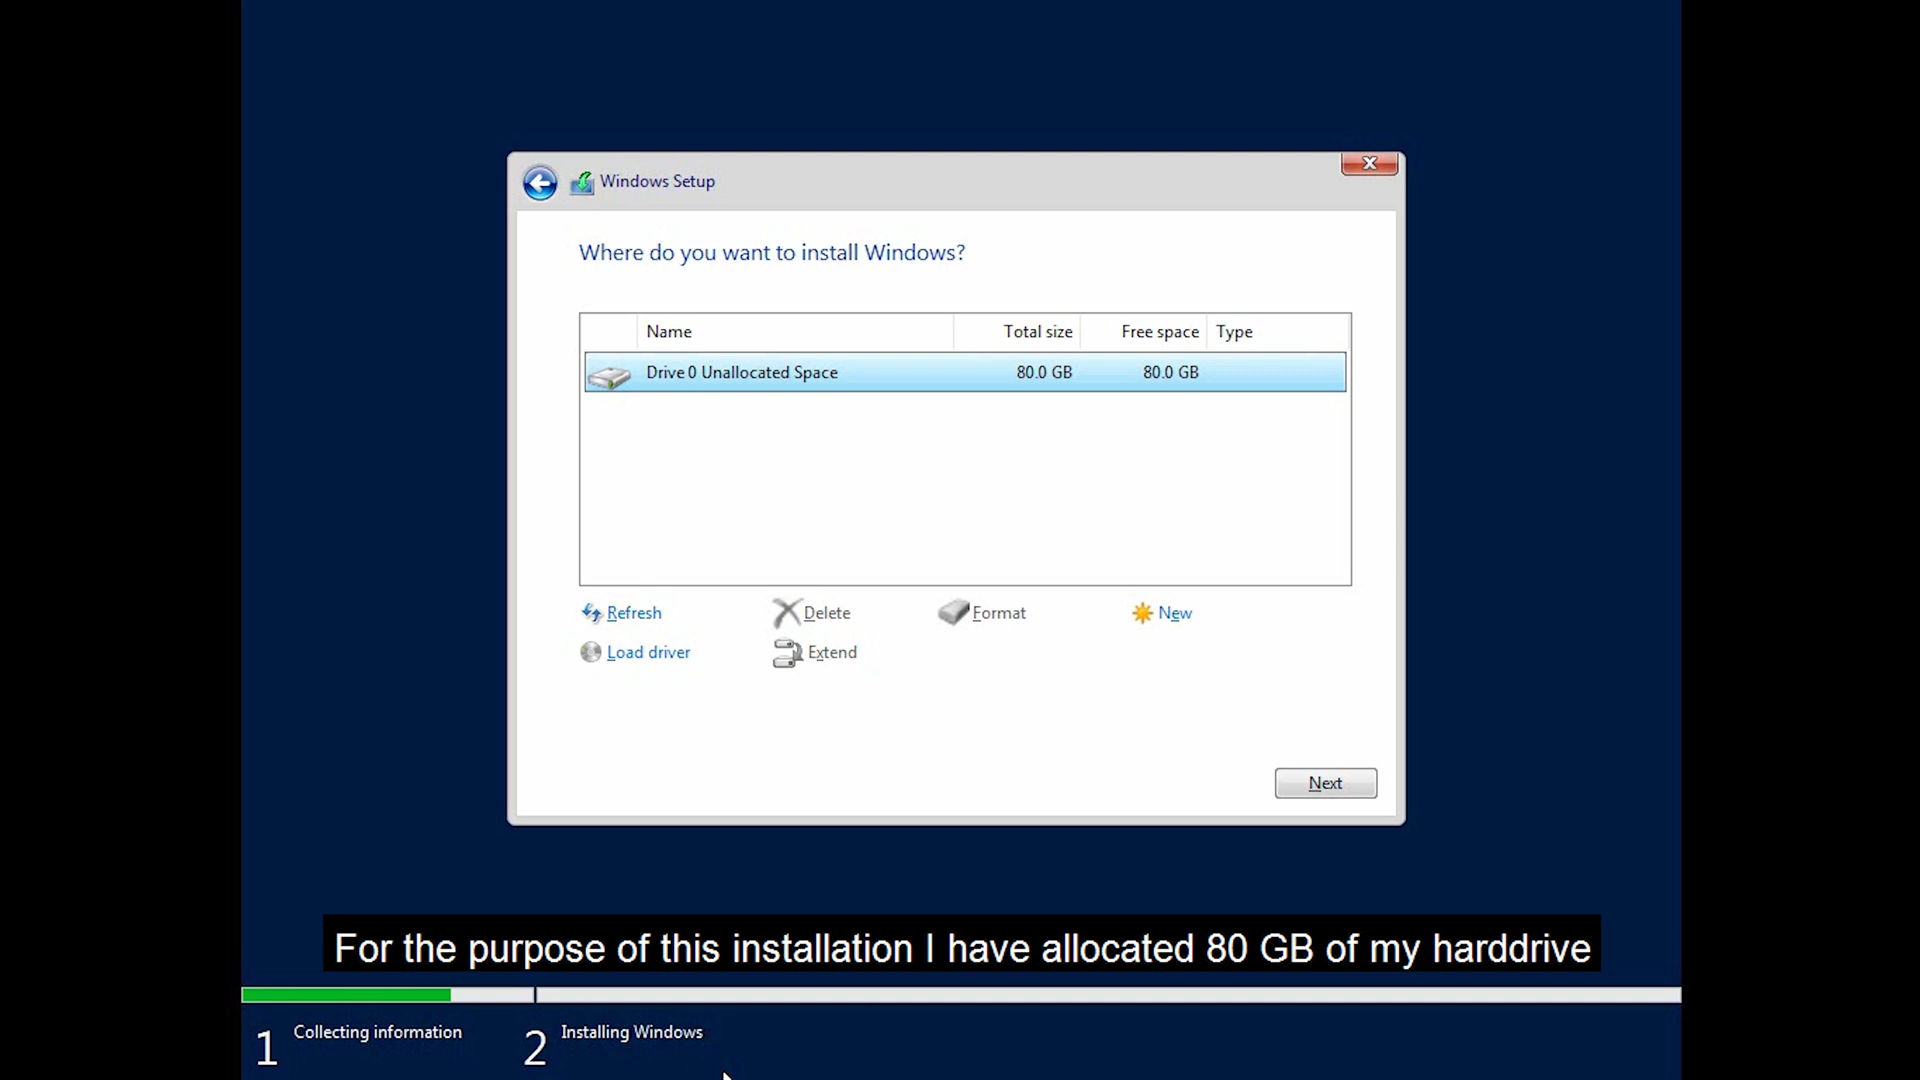 Windows Setup
Where do you want to install Windows?
Name Total size Free space Type
Drive 0 Unallocated Space 80.0 GB 80.0 GB
Refresh Delete Format New
Load driver Extend
Next
For the purpose of this installation I have allocated 80 GB of my harddrive
1 Collecting information 2 Installing Windows